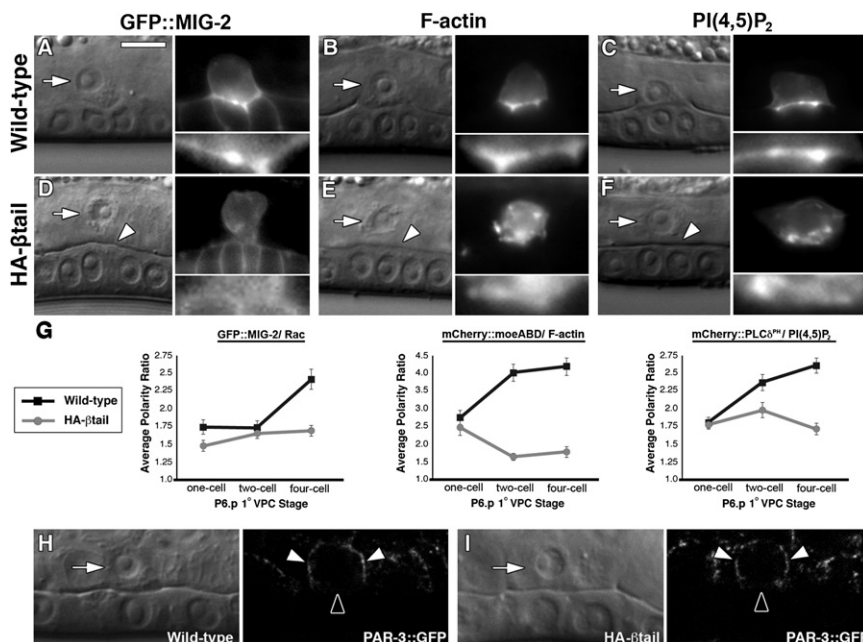 GFP::MIG-2 F-actin PI(4,5)P₂
Wild-type
A B C
HA-βtail
D E F
G
Wild-type
HA-βtail
GFP::MIG-2/ Rac
Average Polarity Ratio
2.75
2.5
2.25
2.0
1.75
1.5
1.25
1.0
one-cell two-cell four-cell
P6.p 1° VPC Stage
mCherry::moeABD/ F-actin
Average Polarity Ratio
4.5
4.0
3.5
3.0
2.5
2.0
1.5
1.0
one-cell two-cell four-cell
P6.p 1° VPC Stage
mCherry::PLCδᴾᴴ/ PI(4,5)P₂
Average Polarity Ratio
2.75
2.5
2.25
2.0
1.75
1.5
1.25
1.0
one-cell two-cell four-cell
P6.p 1° VPC Stage
H I
Wild-type PAR-3::GFP HA-βtail PAR-3::GFP